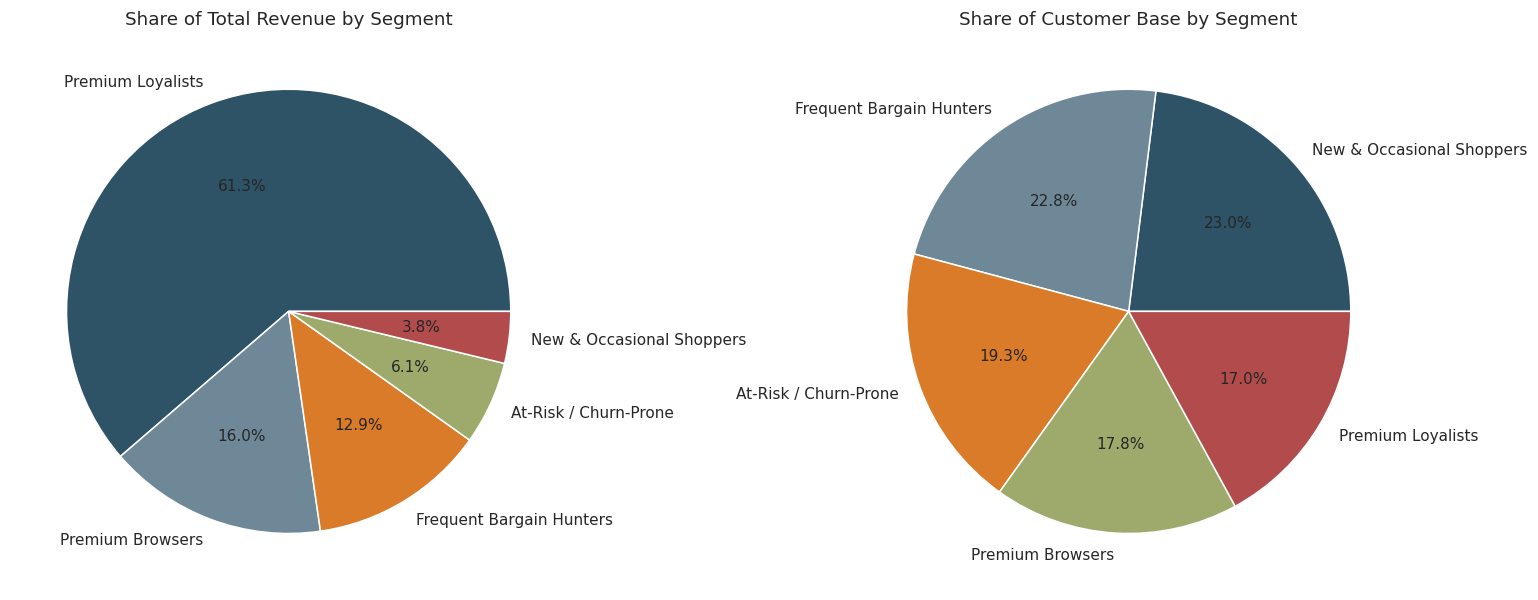 Share of Total Revenue by Segment
Premium Loyalists
61.3%
3.8%
New & Occasional Shoppers
6.1%
At-Risk / Churn-Prone
12.9%
16.0%
Frequent Bargain Hunters
Premium Browsers
Share of Customer Base by Segment
Frequent Bargain Hunters
New & Occasional Shoppers
22.8%
23.0%
19.3%
17.0%
At-Risk / Churn-Prone
Premium Loyalists
17.8%
Premium Browsers